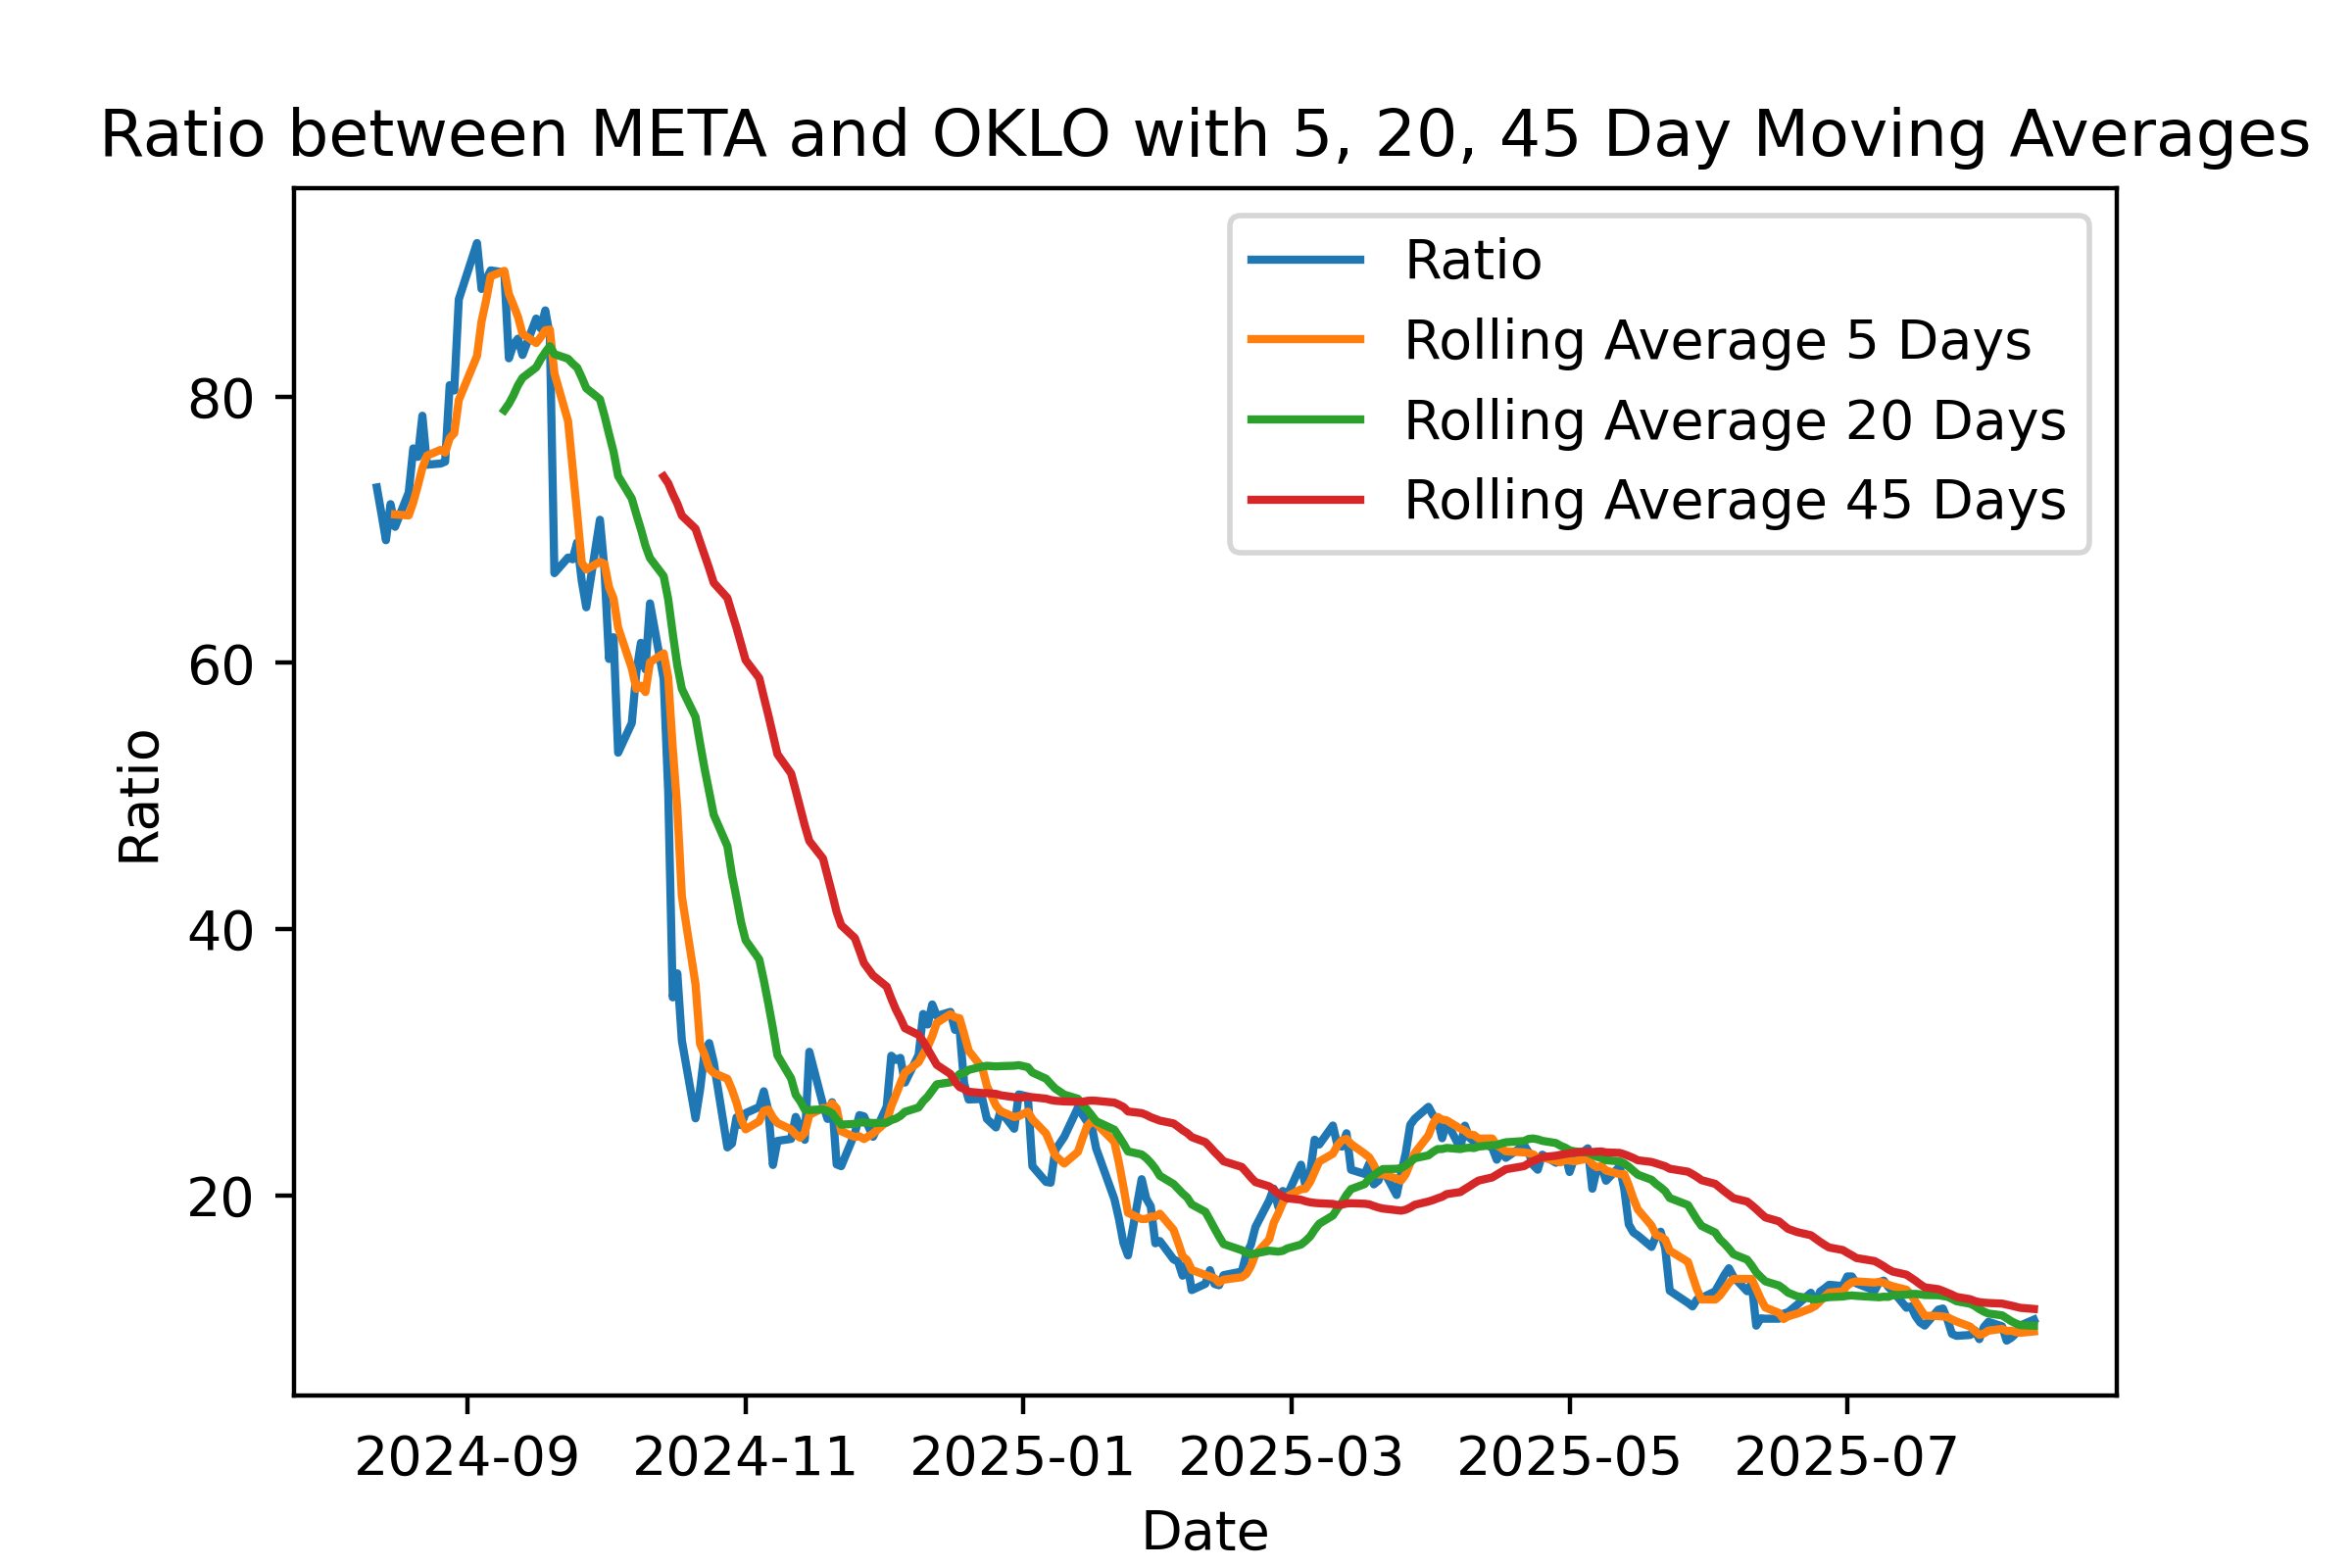 Ratio between META and OKLO with 5, 20, 45 Day Moving Averages
Ratio
Rolling Average 5 Days
Rolling Average 20 Days
Rolling Average 45 Days
80
60
40
20
Ratio
2024-09
2024-11
2025-01
2025-03
2025-05
2025-07
Date